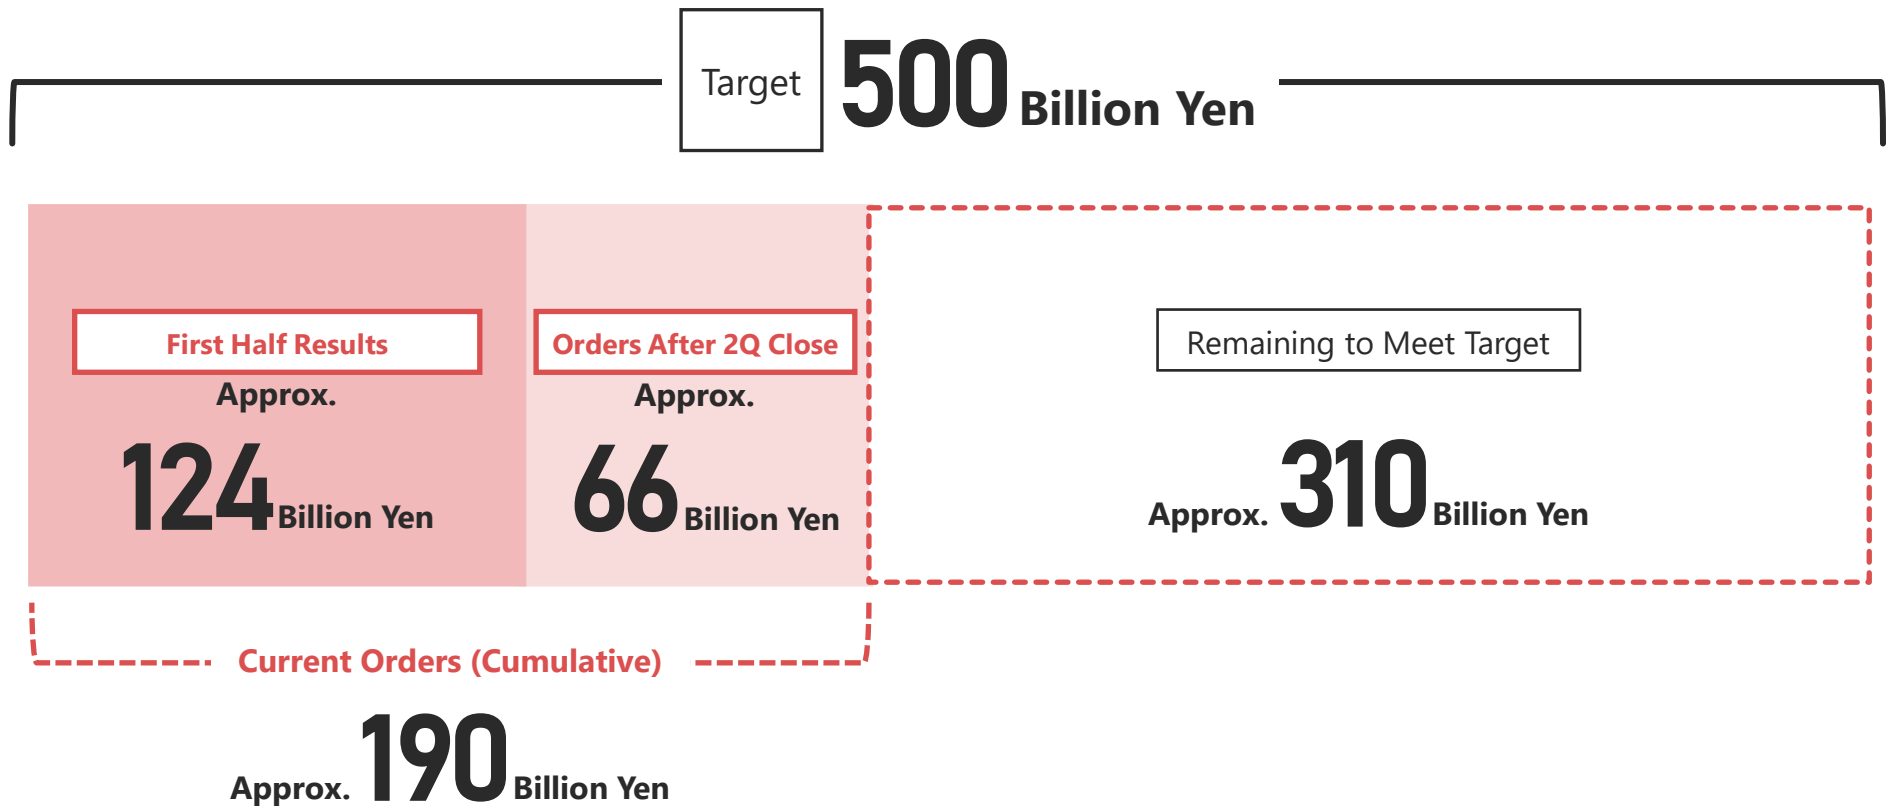 Target 500 Billion Yen
First Half Results
Approx.
124 Billion Yen
Orders After 2Q Close
Approx.
66 Billion Yen
Remaining to Meet Target
Approx. 310 Billion Yen
Current Orders (Cumulative)
Approx. 190 Billion Yen